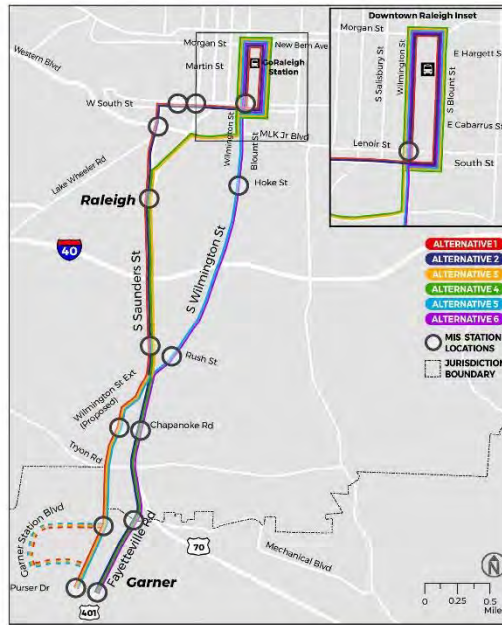 Downtown Raleigh Inset
Morgan St
New Bern Ave
GoRaleigh
Station
Martin St
Western Blvd
W South St
Wilmington St
Blount St
MLK Jr Blvd
Lake Wheeler Rd
Hoke St
Raleigh
40
S Saunders St
S Wilmington St
Rush St
Wilmington St Ext
(Proposed)
Chapanoke Rd
Tryon Rd
Garner Station Blvd
Fayetteville Rd
70
Mechanical Blvd
Purser Dr
Garner
401
Morgan St
S Salisbury St
Wilmington St
S Blount St
E Hargett St
E Cabarrus St
Lenoir St
South St
ALTERNATIVE 1
ALTERNATIVE 2
ALTERNATIVE 3
ALTERNATIVE 4
ALTERNATIVE 5
ALTERNATIVE 6
MIS STATION
LOCATIONS
JURISDICTION
BOUNDARY
N
0 0.25 0.5
Mile